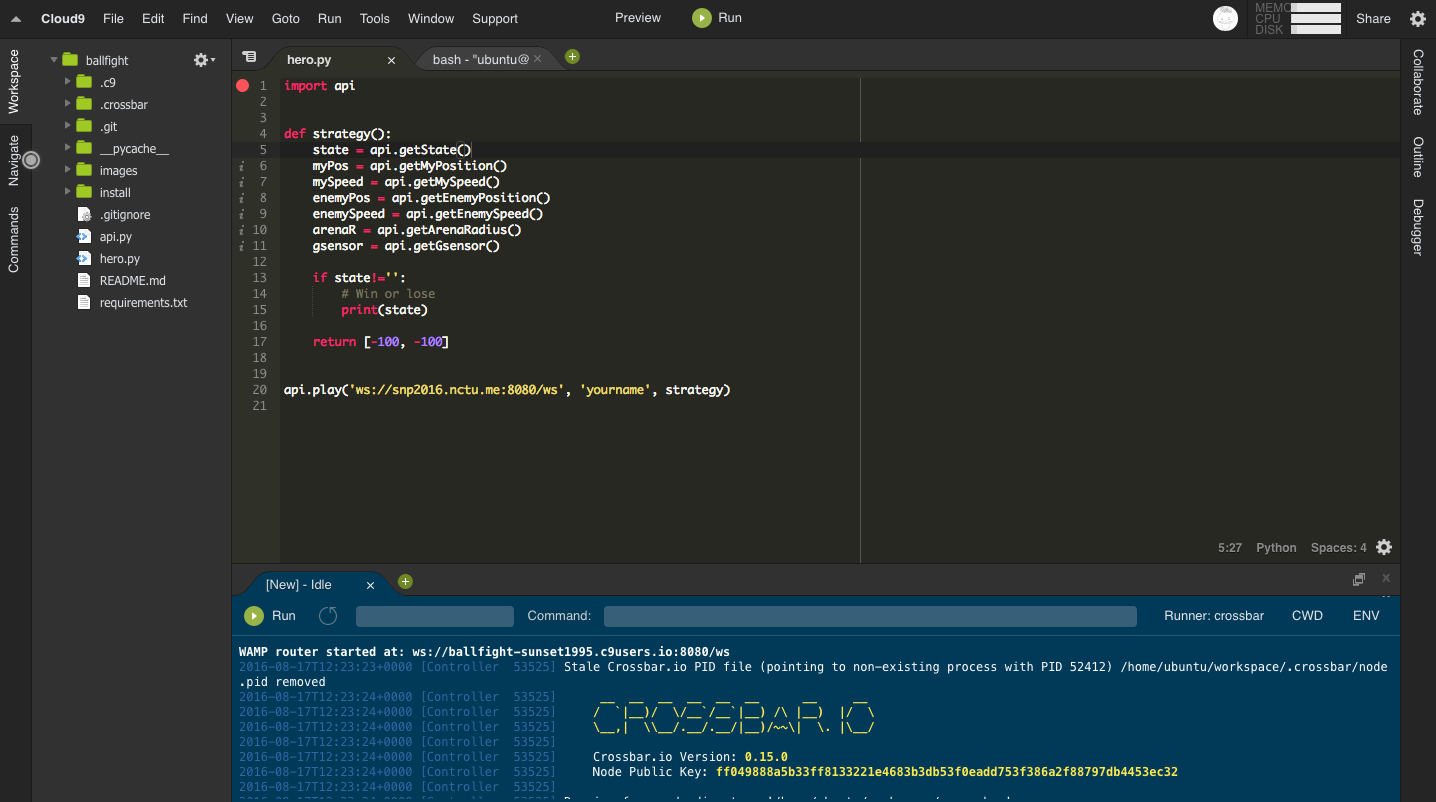 Cloud9 File Edit Find View Goto Run Tools Window Support Preview Run MEMO Share
CPU
DISK
Workspace
Navigate
Commands
ballfight
.c9
.crossbar
.git
__pycache__
images
install
.gitignore
api.py
hero.py
README.md
requirements.txt
hero.py bash - "ubuntu@
1 import api
2
3
4 def strategy():
5 state = api.getState()
6 myPos = api.getMyPosition()
7 mySpeed = api.getMySpeed()
8 enemyPos = api.getEnemyPosition()
9 enemySpeed = api.getEnemySpeed()
10 arenaR = api.getArenaRadius()
11 gsensor = api.getGsensor()
12
13 if state!='':
14 # Win or lose
15 print(state)
16
17 return [-100, -100]
18
19
20 api.play('ws://snp2016.nctu.me:8080/ws', 'yourname', strategy)
21
5:27 Python Spaces: 4
Collaborate
Outline
Debugger
[New] - Idle
Run Command: Runner: crossbar CWD ENV
WAMP router started at: ws://ballfight-sunset1995.c9users.io:8080/ws
2016-08-17T12:23:23+0000 [Controller 53525] Stale Crossbar.io PID file (pointing to non-existing process with PID 52412) /home/ubuntu/workspace/.crossbar/node
.pid removed
2016-08-17T12:23:24+0000 [Controller 53525]
2016-08-17T12:23:24+0000 [Controller 53525]
2016-08-17T12:23:24+0000 [Controller 53525]
2016-08-17T12:23:24+0000 [Controller 53525]
2016-08-17T12:23:24+0000 [Controller 53525] Crossbar.io Version: 0.15.0
2016-08-17T12:23:24+0000 [Controller 53525] Node Public Key: ff049888a5b33ff8133221e4683b3db53f0eadd753f386a2f88797db4453ec32
2016-08-17T12:23:24+0000 [Controller 53525]